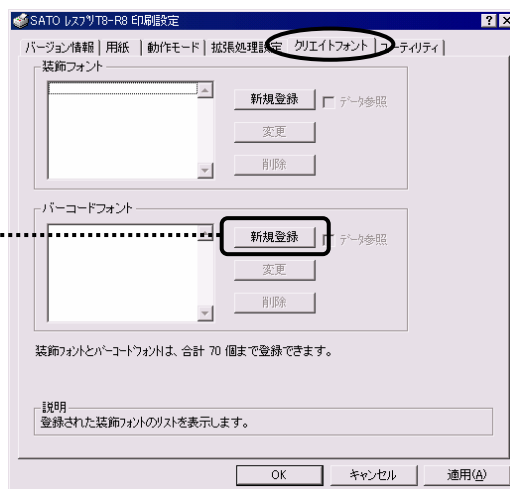 SATO ﾚｽﾌﾟﾘT8-R8 印刷設定
バージョン情報 用紙 動作モード 拡張処理設定 クリエイトフォント ユーティリティ
装飾フォント
新規登録 データ参照
変更
削除
バーコードフォント
新規登録 データ参照
変更
削除
装飾フォントとバーコードフォントは、合計 70 個まで登録できます。
説明
登録された装飾フォントのリストを表示します。
OK キャンセル 適用(A)